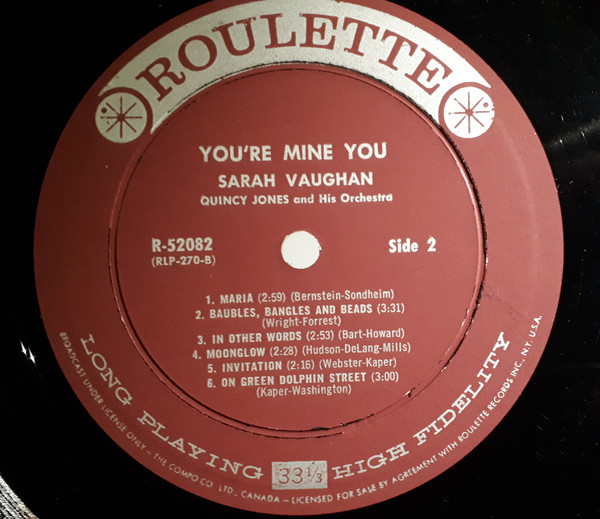 ROULETTE
YOU'RE MINE YOU
SARAH VAUGHAN
QUINCY JONES and His Orchestra
R-52082
(RLP-270-B)
Side 2
1. MARIA (2:59) (Bernstein-Sondheim)
2. BAUBLES, BANGLES AND BEADS (3:31)
(Wright-Forrest)
3. IN OTHER WORDS (2:53) (Bart-Howard)
4. MOONGLOW (2:28) (Hudson-DeLang-Mills)
5. INVITATION (2:16) (Webster-Kaper)
6. ON GREEN DOLPHIN STREET (3:00)
(Kaper-Washington)
LONG PLAYING 33 1/3 HIGH FIDELITY
BROADCAST UNDER LICENSE ONLY – THE COMPO CO. LTD., CANADA – LICENSED FOR SALE BY AGREEMENT WITH ROULETTE RECORDS INC., N.Y. U.S.A.